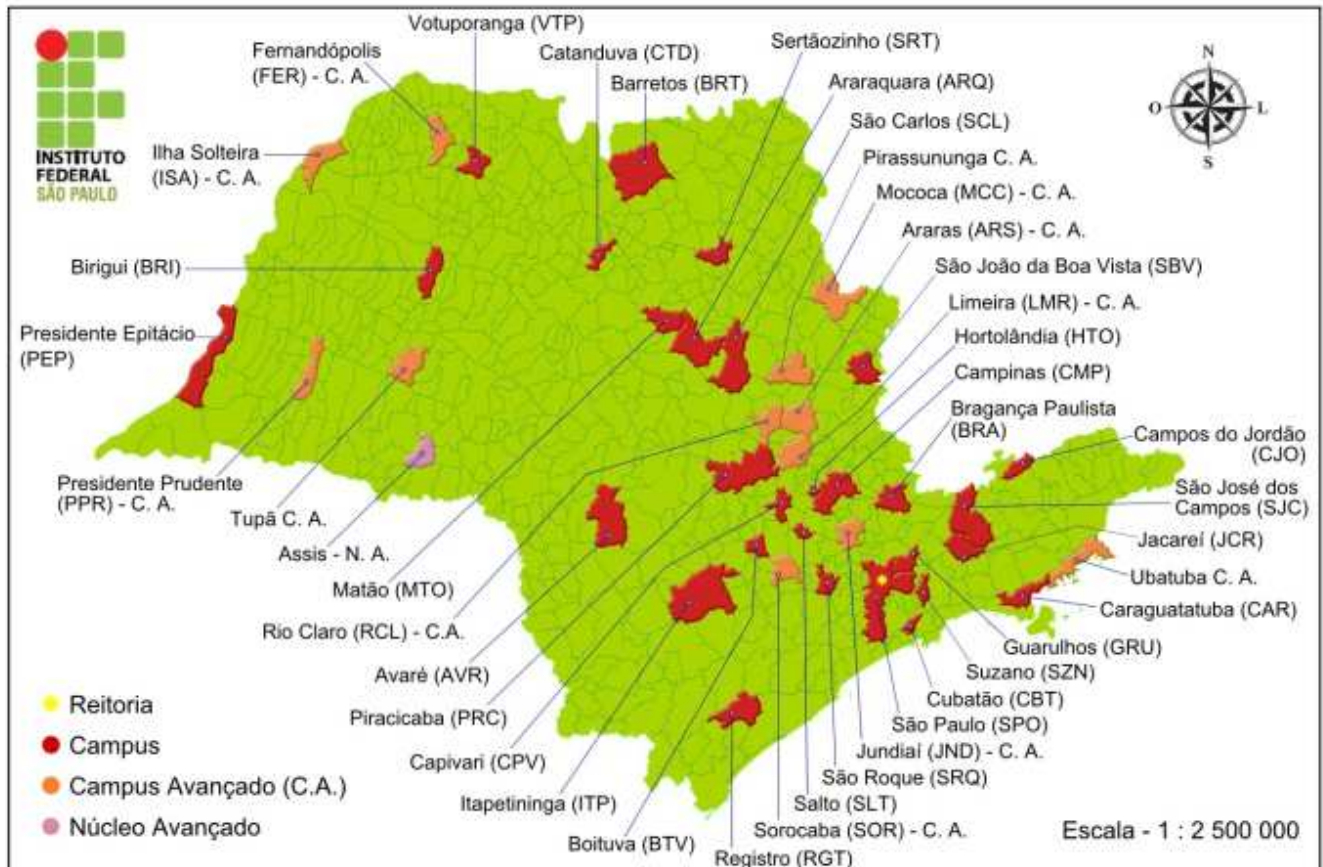 INSTITUTO
FEDERAL
SÃO PAULO
Votuporanga (VTP)
Fernandópolis
(FER) - C. A.
Ilha Solteira
(ISA) - C. A.
Catanduva (CTD)
Barretos (BRT)
Sertãozinho (SRT)
Araraquara (ARQ)
São Carlos (SCL)
Pirassununga C. A.
Mococa (MCC) - C. A.
Araras (ARS) - C. A.
São João da Boa Vista (SBV)
Limeira (LMR) - C. A.
Hortolândia (HTO)
Campinas (CMP)
Bragança Paulista
(BRA)
Campos do Jordão
(CJO)
São José dos
Campos (SJC)
Jacareí (JCR)
Ubatuba C. A.
Caraguatatuba (CAR)
Guarulhos (GRU)
Suzano (SZN)
Cubatão (CBT)
São Paulo (SPO)
Jundiaí (JND) - C. A.
São Roque (SRQ)
Salto (SLT)
Sorocaba (SOR) - C. A.
Registro (RGT)
Birigui (BRI)
Presidente Epitácio
(PEP)
Presidente Prudente
(PPR) - C. A.
Tupã C. A.
Assis - N. A.
Matão (MTO)
Rio Claro (RCL) - C.A.
Avaré (AVR)
Piracicaba (PRC)
Capivari (CPV)
Itapetininga (ITP)
Boituva (BTV)
N
O
L
S
Reitoria
Campus
Campus Avançado (C.A.)
Núcleo Avançado
Escala - 1 : 2 500 000